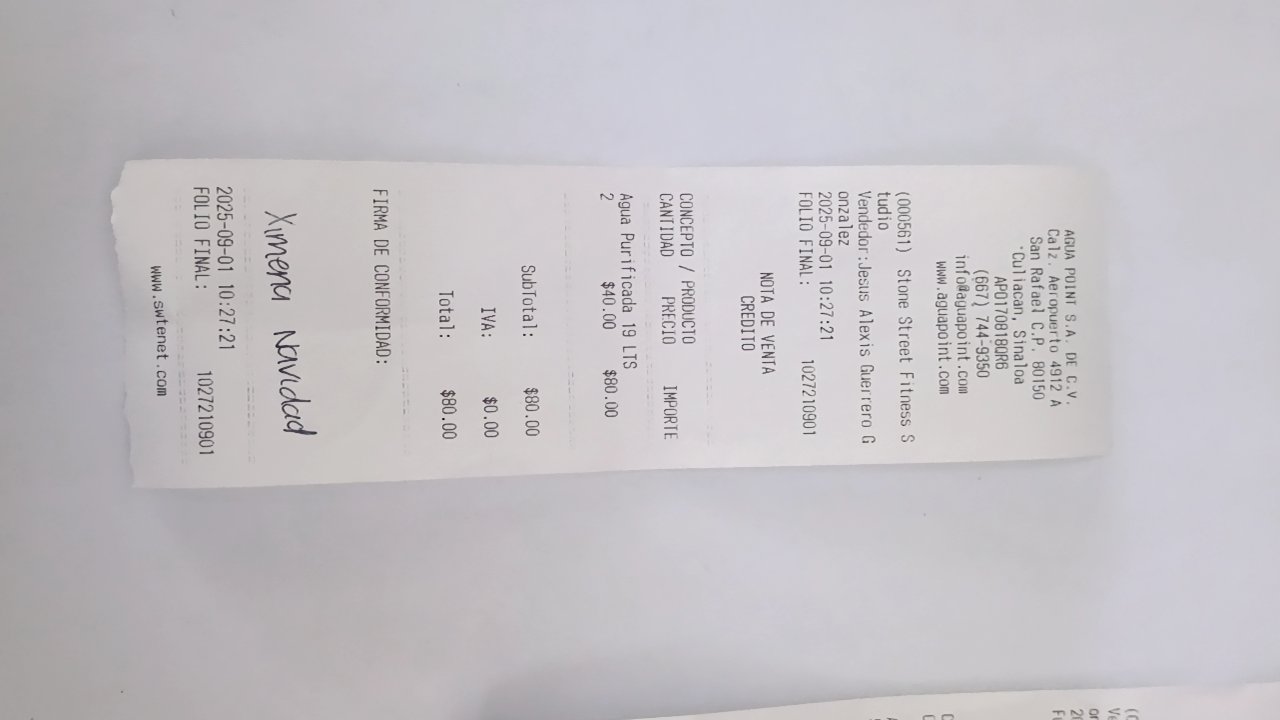 AGUA POINT S.A. DE C.V.
Calz. Aeropuerto 4912 A
San Rafael C.P. 80150
Culiacan, Sinaloa
APO170818QR6
(667) 744-9350
info@aguapoint.com
www.aguapoint.com
(000561) Stone Street Fitness S
tudio
Vendedor:Jesus Alexis Guerrero G
onzalez
2025-09-01 10:27:21
FOLIO FINAL: 1027210901
NOTA DE VENTA
CREDITO
CONCEPTO / PRODUCTO
CANTIDAD PRECIO IMPORTE
Agua Purificada 19 LTS
2 $40.00 $80.00
SubTotal: $80.00
IVA: $0.00
Total: $80.00
FIRMA DE CONFORMIDAD:
Ximena Navidad
2025-09-01 10:27:21
FOLIO FINAL: 1027210901
www.swtenet.com